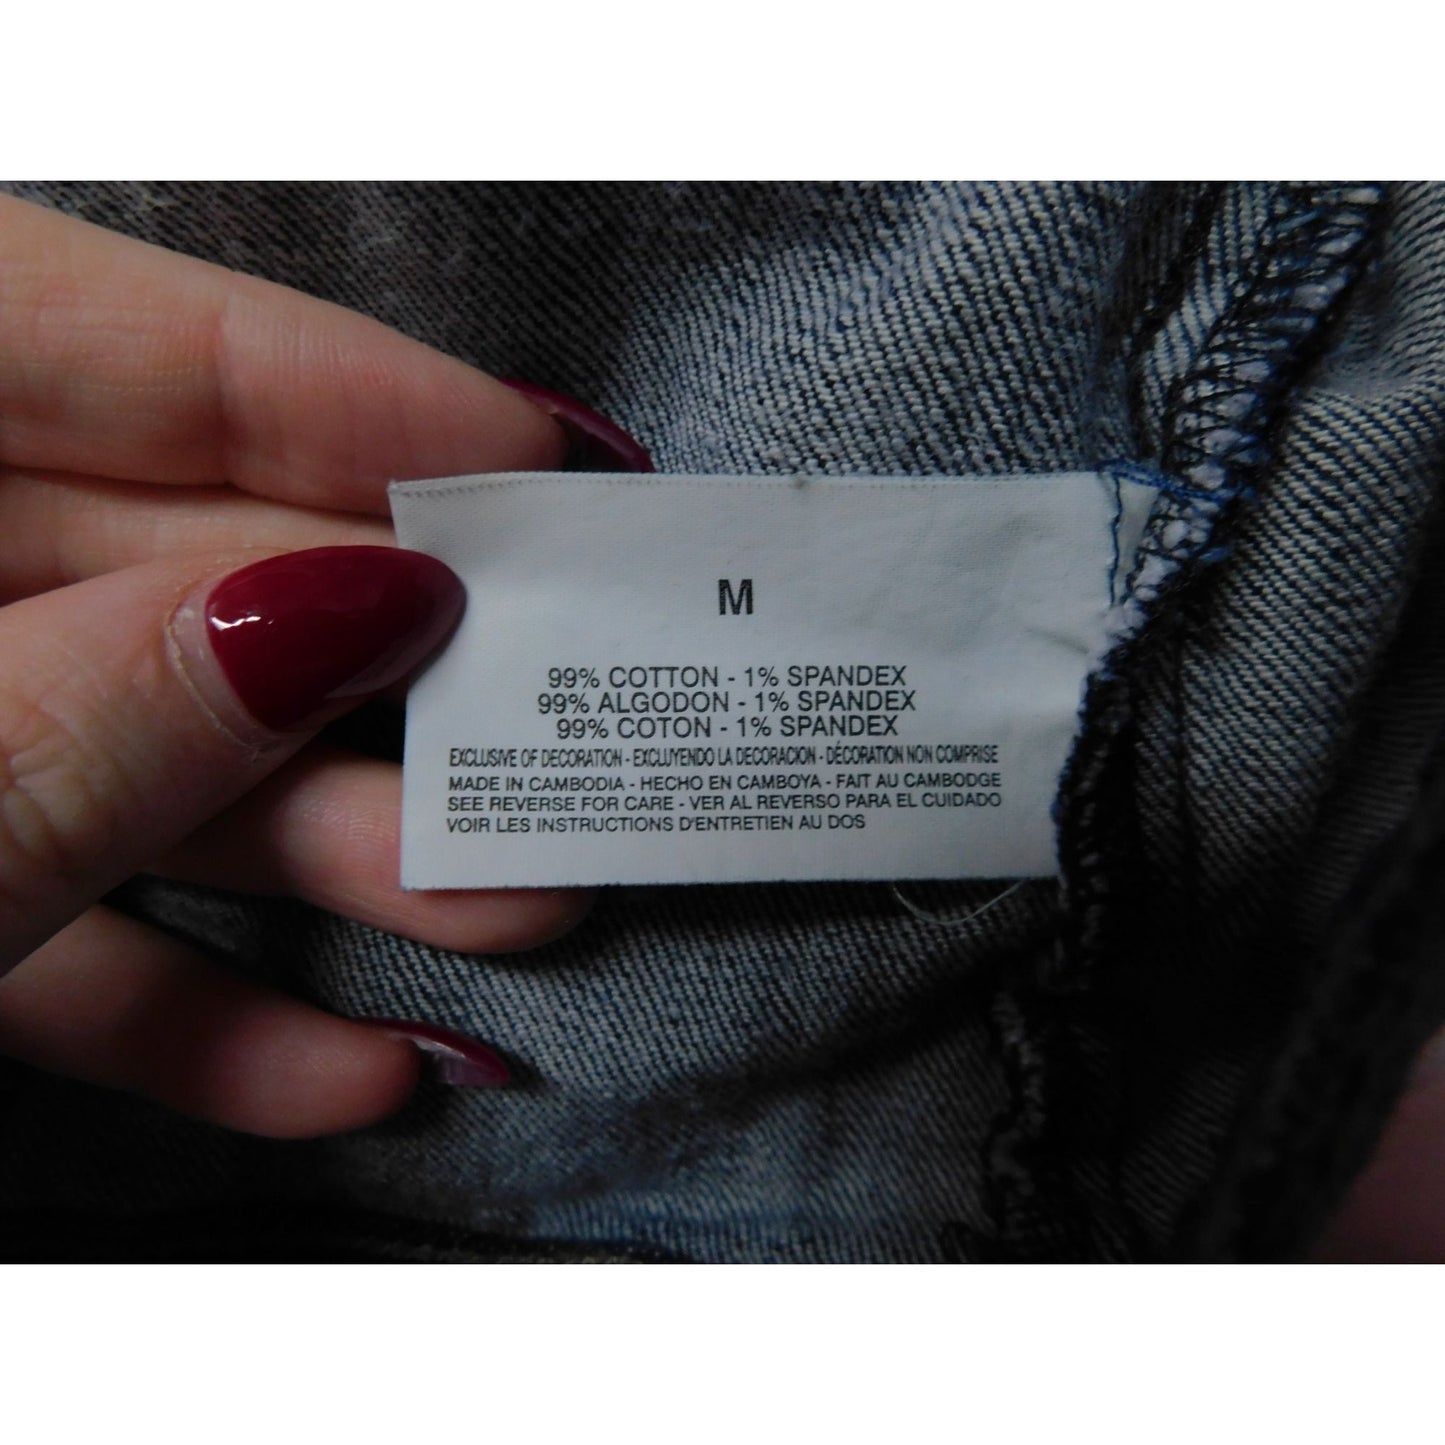 M
99% COTTON - 1% SPANDEX
99% ALGODON - 1% SPANDEX
99% COTON - 1% SPANDEX
EXCLUSIVE OF DECORATION - EXCLUYENDO LA DECORACION - DÉCORATION NON COMPRISE
MADE IN CAMBODIA - HECHO EN CAMBOYA - FAIT AU CAMBODGE
SEE REVERSE FOR CARE - VER AL REVERSO PARA EL CUIDADO
VOIR LES INSTRUCTIONS D'ENTRETIEN AU DOS